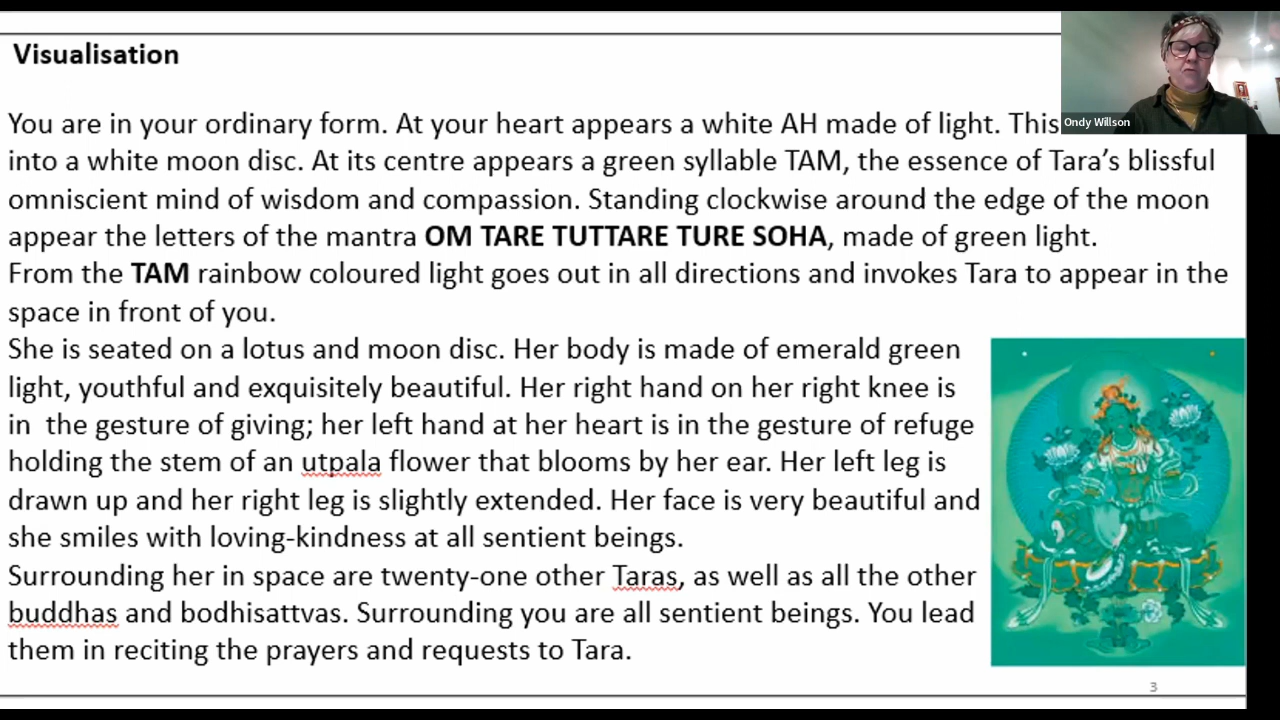 Visualisation
You are in your ordinary form. At your heart appears a white AH made of light. This
into a white moon disc. At its centre appears a green syllable TAM, the essence of Tara's blissful
omniscient mind of wisdom and compassion. Standing clockwise around the edge of the moon
appear the letters of the mantra OM TARE TUTTARE TURE SOHA, made of green light.
From the TAM rainbow coloured light goes out in all directions and invokes Tara to appear in the
space in front of you.
She is seated on a lotus and moon disc. Her body is made of emerald green
light, youthful and exquisitely beautiful. Her right hand on her right knee is
in the gesture of giving; her left hand at her heart is in the gesture of refuge
holding the stem of an utpala flower that blooms by her ear. Her left leg is
drawn up and her right leg is slightly extended. Her face is very beautiful and
she smiles with loving-kindness at all sentient beings.
Surrounding her in space are twenty-one other Taras, as well as all the other
buddhas and bodhisattvas. Surrounding you are all sentient beings. You lead
them in reciting the prayers and requests to Tara.
3
Ondy Willson